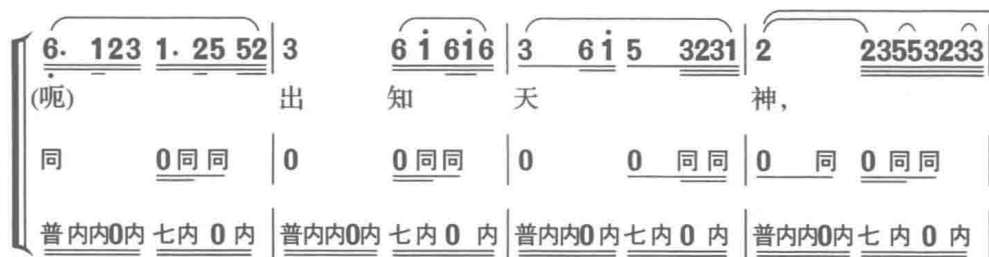 6. 123 1. 25 52 | 3 6 i 6i6 | 3 6i 5 3231 | 2 23553233
(呃) 出 知 天 神,
同 0同同 | 0 0同同 | 0 0 同同 | 0 同 0 同同
普内内0内 七内 0 内 | 普内内0内 七内 0 内 | 普内内0内 七内 0 内 | 普内内0内 七 内 0 内